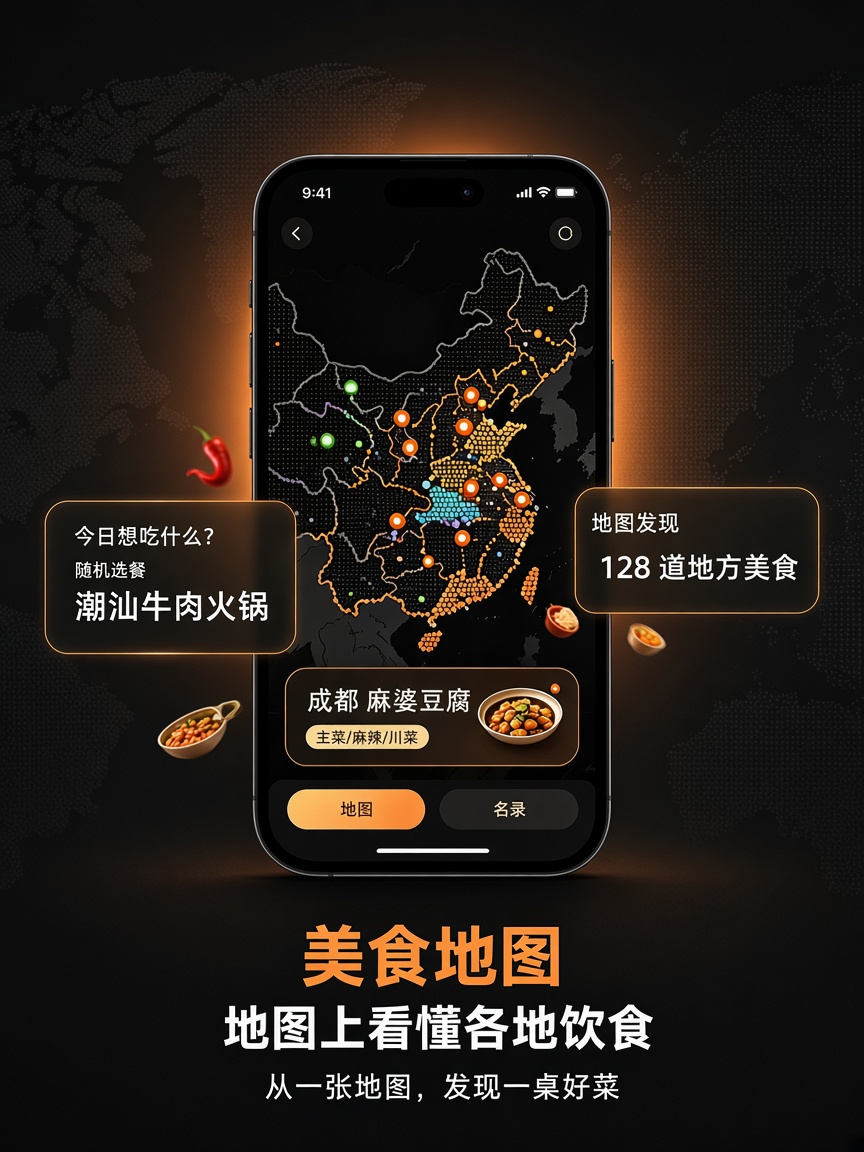 9:41
今日想吃什么?
随机选餐
潮汕牛肉火锅
地图发现
128 道地方美食
成都 麻婆豆腐
主菜/麻辣/川菜
地图
名录
美食地图
地图上看懂各地饮食
从一张地图，发现一桌好菜